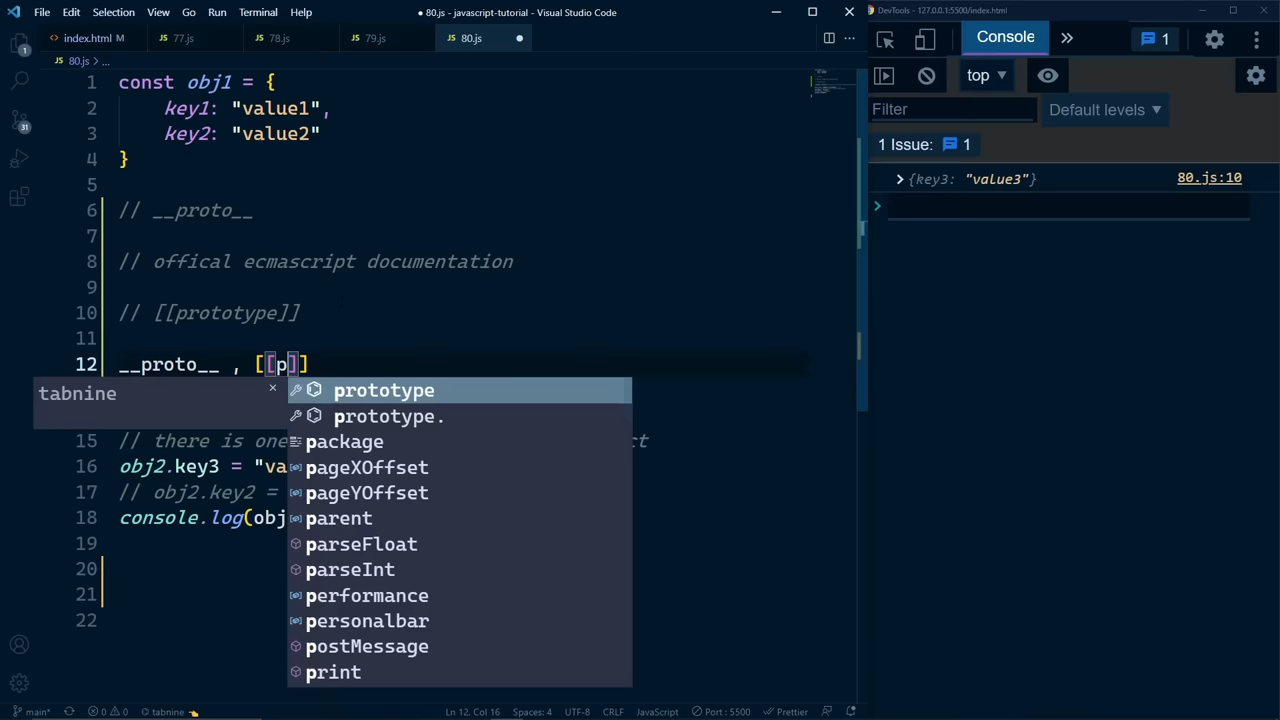 File Edit Selection View Go Run Terminal Help
● 80.js - javascript-tutorial - Visual Studio Code
index.html M 77.js 78.js 79.js 80.js
80.js > ...
1 const obj1 = {
2 key1: "value1",
3 key2: "value2"
4 }
5
6 // __proto__
7
8 // offical ecmascript documentation
9
10 // [[prototype]]
11
12 __proto__ , [[p]]
tabnine
prototype
prototype.
package
pageXOffset
pageYOffset
parent
parseFloat
parseInt
performance
personalbar
postMessage
print
15 // there is one ct
16 obj2.key3 = "va
17 // obj2.key2 =
18 console.log(obj
19
20
21
22
1
31
main* 0 0 tabnine Ln 12, Col 16 Spaces: 4 UTF-8 CRLF JavaScript Port : 5500 Prettier
DevTools - 127.0.0.1:5500/index.html
Console 1
top
Filter Default levels
1 Issue: 1
{key3: "value3"} 80.js:10